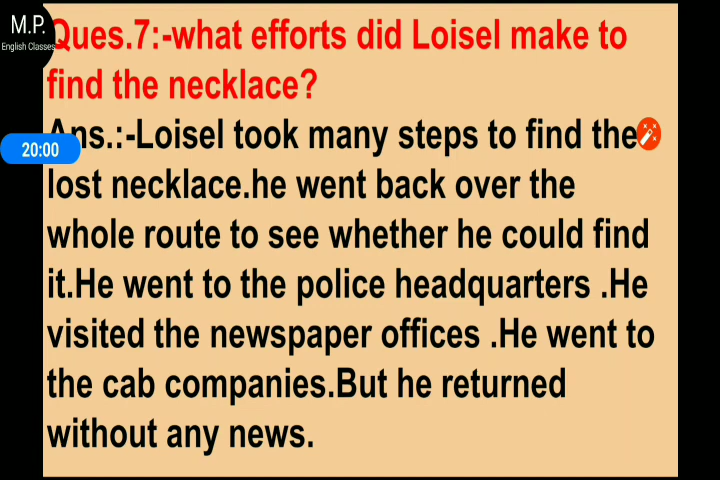 M.P.
English Classes
Ques.7:-what efforts did Loisel make to
find the necklace?
Ans.:-Loisel took many steps to find the
20:00
lost necklace.he went back over the
whole route to see whether he could find
it.He went to the police headquarters .He
visited the newspaper offices .He went to
the cab companies.But he returned
without any news.